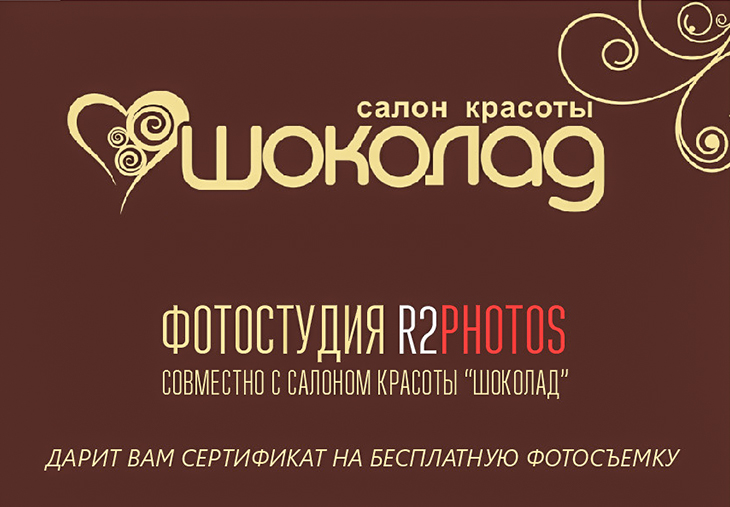 салон красоты
шоколад
ФОТОСТУДИЯ R2PHOTOS
СОВМЕСТНО С САЛОНОМ КРАСОТЫ “ШОКОЛАД”
ДАРИТ ВАМ СЕРТИФИКАТ НА БЕСПЛАТНУЮ ФОТОСЪЕМКУ